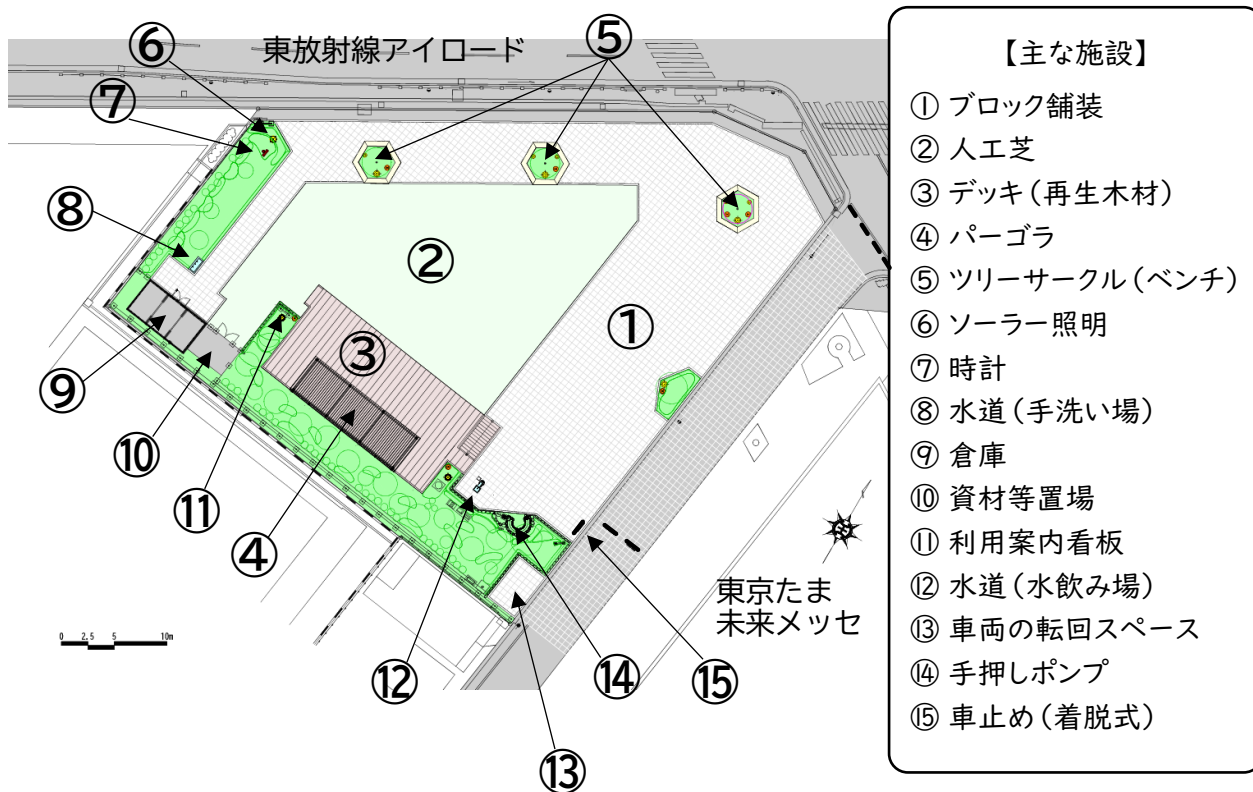 東放射線アイロード
⑤
⑥
⑦
⑧
②
①
③
⑨
⑩
⑪
④
⑫
⑭
⑮
⑬
東京たま
未来メッセ
0 2.5 5 10m
【主な施設】
① ブロック舗装
② 人工芝
③ デッキ(再生木材)
④ パーゴラ
⑤ ツリーサークル(ベンチ)
⑥ ソーラー照明
⑦ 時計
⑧ 水道(手洗い場)
⑨ 倉庫
⑩ 資材等置場
⑪ 利用案内看板
⑫ 水道(水飲み場)
⑬ 車両の転回スペース
⑭ 手押しポンプ
⑮ 車止め(着脱式)